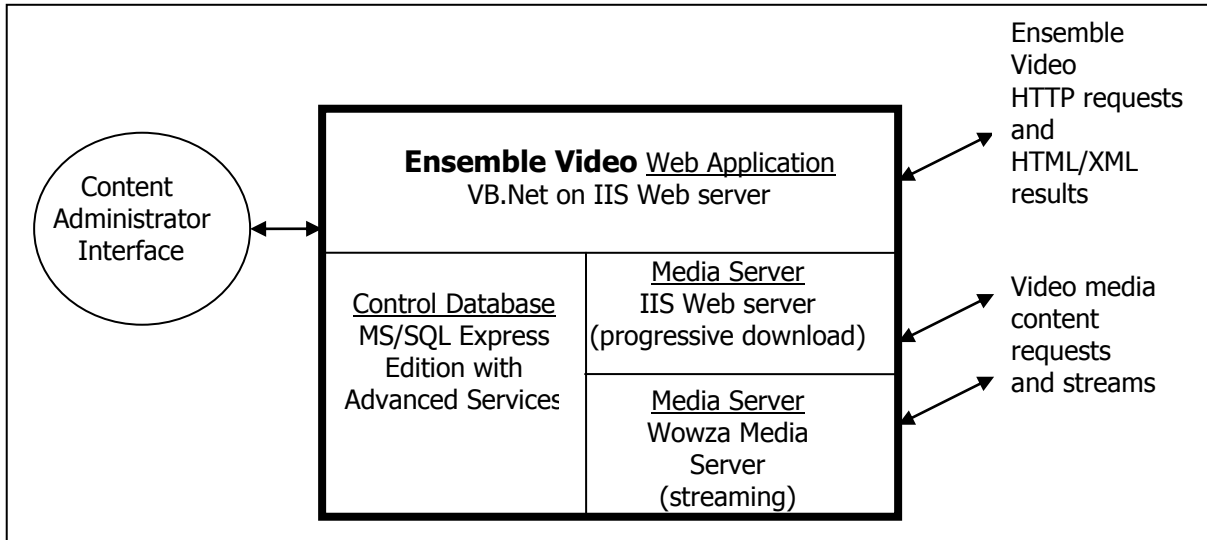 Content
Administrator
Interface
Ensemble Video Web Application
VB.Net on IIS Web server
Control Database
MS/SQL Express
Edition with
Advanced Services
Media Server
IIS Web server
(progressive download)
Media Server
Wowza Media
Server
(streaming)
Ensemble
Video
HTTP requests
and
HTML/XML
results
Video media
content
requests
and streams